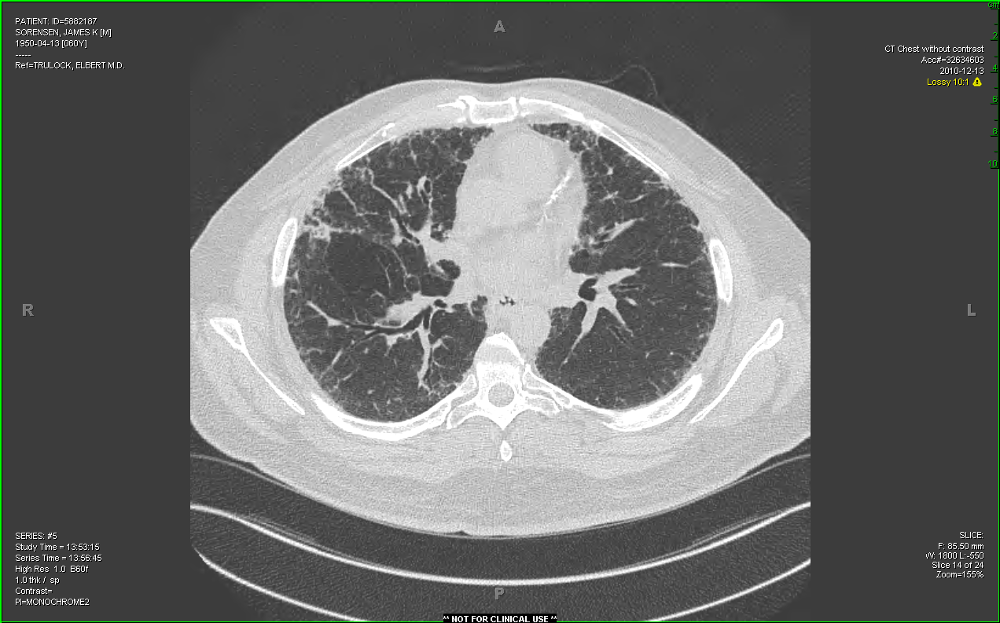 PATIENT: ID=5882187
SORENSEN, JAMES K [M]
1950-04-13 [060Y]
-----
Ref=TRULOCK, ELBERT M.D.
A
cm
2
4
6
8
10
CT Chest without contrast
Acc#=32634603
2010-12-13
Lossy 10:1
R
L
SERIES: #5
Study Time = 13:53:15
Series Time = 13:56:45
High Res 1.0 B60f
1.0 thk / sp
Contrast=
PI=MONOCHROME2
P
SLICE:
F: 85.50 mm
W: 1800 L:-550
Slice 14 of 24
Zoom=155%
** NOT FOR CLINICAL USE **